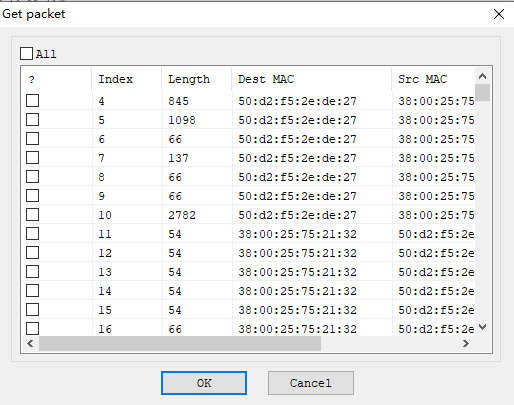 Get packet
All
? Index Length Dest MAC Src MAC
4 845 50:d2:f5:2e:de:27 38:00:25:75
5 1098 50:d2:f5:2e:de:27 38:00:25:75
6 66 50:d2:f5:2e:de:27 38:00:25:75
7 137 50:d2:f5:2e:de:27 38:00:25:75
8 66 50:d2:f5:2e:de:27 38:00:25:75
9 66 50:d2:f5:2e:de:27 38:00:25:75
10 2782 50:d2:f5:2e:de:27 38:00:25:75
11 54 38:00:25:75:21:32 50:d2:f5:2e
12 54 38:00:25:75:21:32 50:d2:f5:2e
13 54 38:00:25:75:21:32 50:d2:f5:2e
14 54 38:00:25:75:21:32 50:d2:f5:2e
15 54 38:00:25:75:21:32 50:d2:f5:2e
16 66 38:00:25:75:21:32 50:d2:f5:2e
OK Cancel